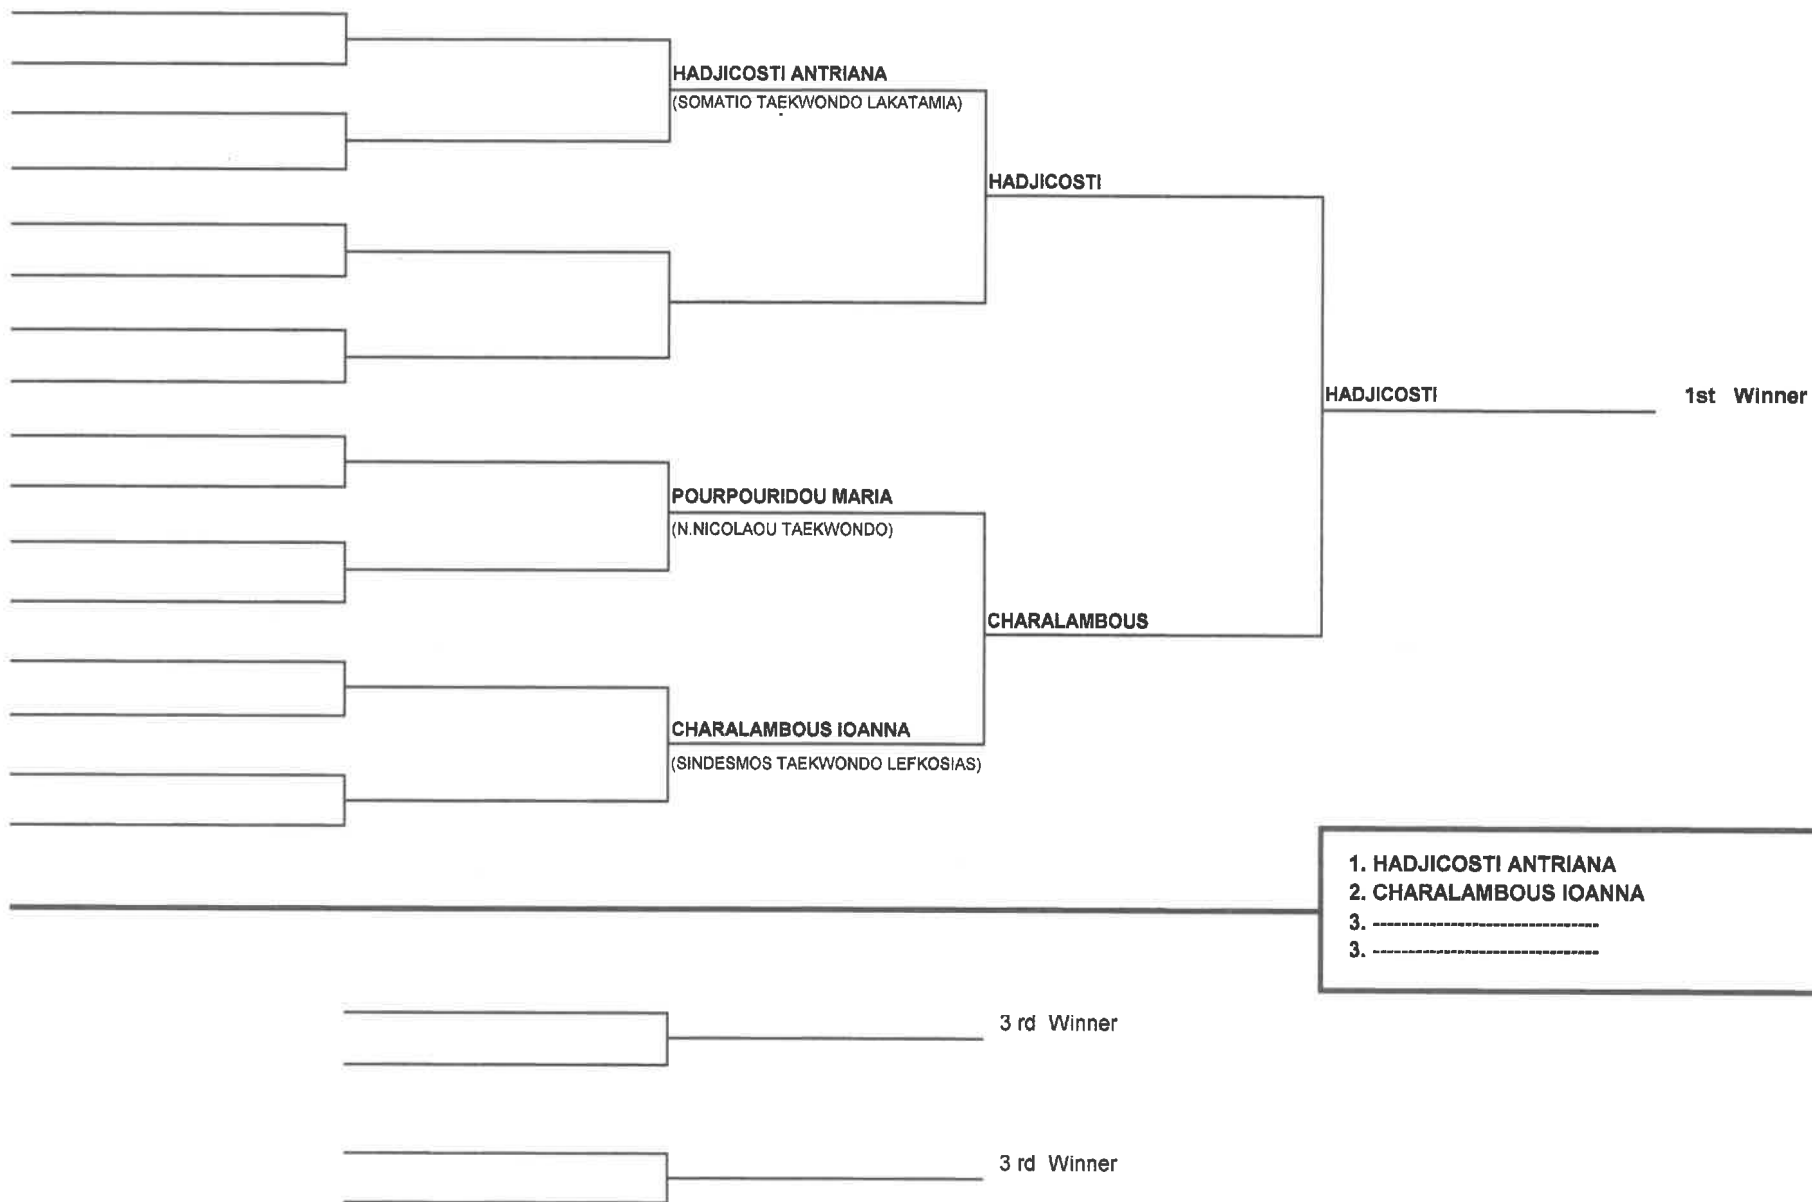 HADJICOSTI ANTRIANA
(SOMATIO TAEKWONDO LAKATAMIA)
HADJICOSTI
HADJICOSTI
1st Winner
POURPOURIDOU MARIA
(N.NICOLAOU TAEKWONDO)
CHARALAMBOUS
CHARALAMBOUS IOANNA
(SINDESMOS TAEKWONDO LEFKOSIAS)
1. HADJICOSTI ANTRIANA
2. CHARALAMBOUS IOANNA
3. --------------------------------
3. --------------------------------
3 rd Winner
3 rd Winner